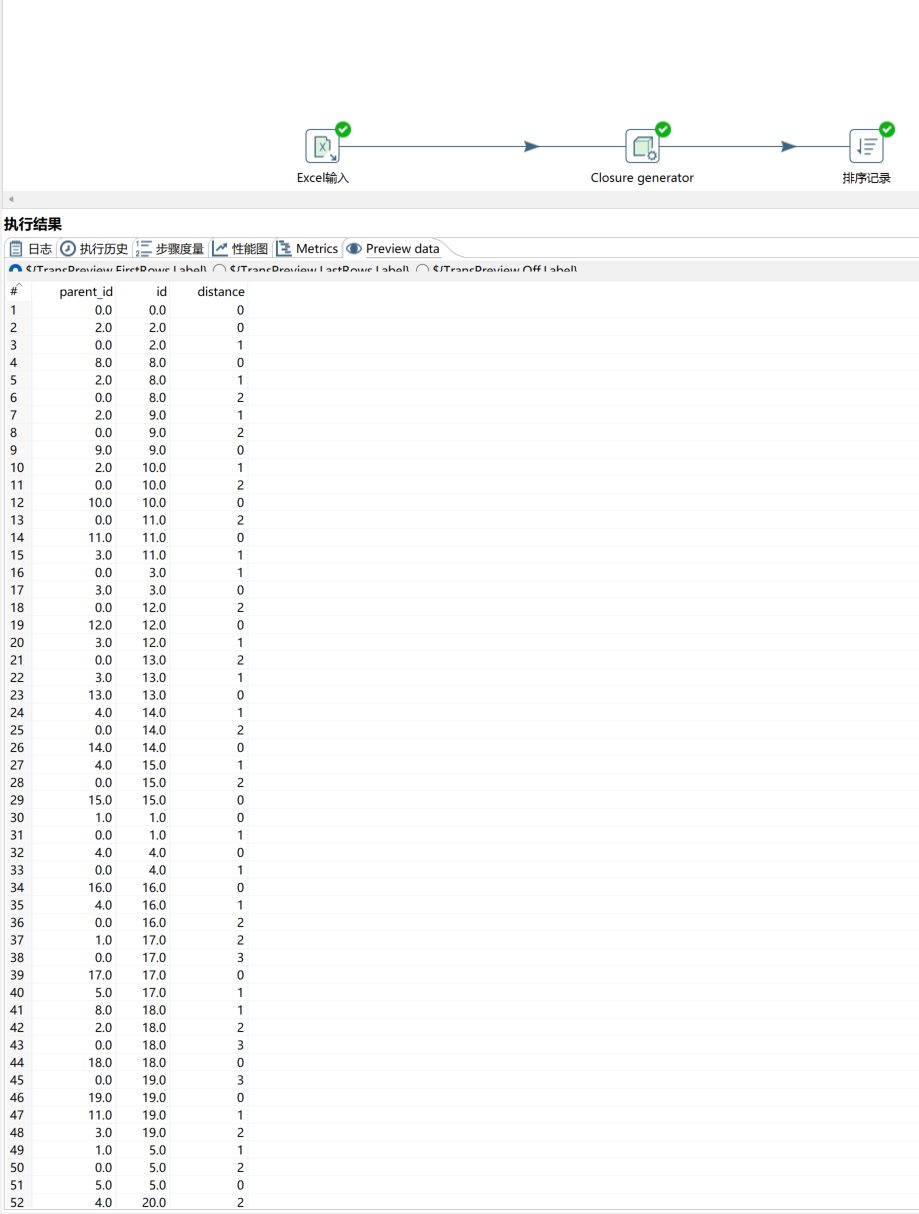 Excel输入
Closure generator
排序记录
执行结果
日志 执行历史 步骤度量 性能图 Metrics Preview data
${TransPreview.FirstRows.Label} ${TransPreview.LastRows.Label} ${TransPreview.Off.Label}
# parent_id id distance
1 0.0 0.0 0
2 2.0 2.0 0
3 0.0 2.0 1
4 8.0 8.0 0
5 2.0 8.0 1
6 0.0 8.0 2
7 2.0 9.0 1
8 0.0 9.0 2
9 9.0 9.0 0
10 2.0 10.0 1
11 0.0 10.0 2
12 10.0 10.0 0
13 0.0 11.0 2
14 11.0 11.0 0
15 3.0 11.0 1
16 0.0 3.0 1
17 3.0 3.0 0
18 0.0 12.0 2
19 12.0 12.0 0
20 3.0 12.0 1
21 0.0 13.0 2
22 3.0 13.0 1
23 13.0 13.0 0
24 4.0 14.0 1
25 0.0 14.0 2
26 14.0 14.0 0
27 4.0 15.0 1
28 0.0 15.0 2
29 15.0 15.0 0
30 1.0 1.0 0
31 0.0 1.0 1
32 4.0 4.0 0
33 0.0 4.0 1
34 16.0 16.0 0
35 4.0 16.0 1
36 0.0 16.0 2
37 1.0 17.0 2
38 0.0 17.0 3
39 17.0 17.0 0
40 5.0 17.0 1
41 8.0 18.0 1
42 2.0 18.0 2
43 0.0 18.0 3
44 18.0 18.0 0
45 0.0 19.0 3
46 19.0 19.0 0
47 11.0 19.0 1
48 3.0 19.0 2
49 1.0 5.0 1
50 0.0 5.0 2
51 5.0 5.0 0
52 4.0 20.0 2